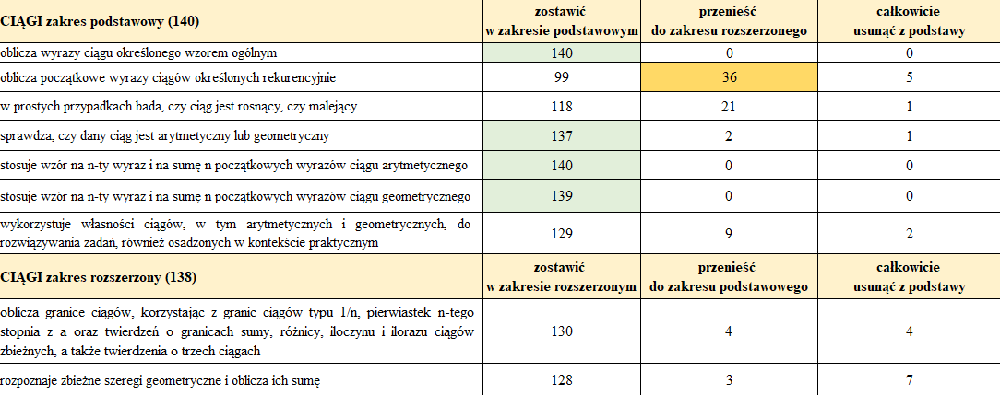 CIĄGI zakres podstawowy (140)
zostawić
w zakresie podstawowym
przenieść
do zakresu rozszerzonego
całkowicie
usunąć z podstawy
oblicza wyrazy ciągu określonego wzorem ogólnym 140 0 0
oblicza początkowe wyrazy ciągów określonych rekurencyjnie 99 36 5
w prostych przypadkach bada, czy ciąg jest rosnący, czy malejący 118 21 1
sprawdza, czy dany ciąg jest arytmetyczny lub geometryczny 137 2 1
stosuje wzór na n-ty wyraz i na sumę n początkowych wyrazów ciągu arytmetycznego 140 0 0
stosuje wzór na n-ty wyraz i na sumę n początkowych wyrazów ciągu geometrycznego 139 0 0
wykorzystuje własności ciągów, w tym arytmetycznych i geometrycznych, do
rozwiązywania zadań, również osadzonych w kontekście praktycznym
129 9 2
CIĄGI zakres rozszerzony (138)
zostawić
w zakresie rozszerzonym
przenieść
do zakresu podstawowego
całkowicie
usunąć z podstawy
oblicza granice ciągów, korzystając z granic ciągów typu 1/n, pierwiastek n-tego
stopnia z a oraz twierdzeń o granicach sumy, różnicy, iloczynu i ilorazu ciągów
zbieżnych, a także twierdzenia o trzech ciągach
130 4 4
rozpoznaje zbieżne szeregi geometryczne i oblicza ich sumę 128 3 7